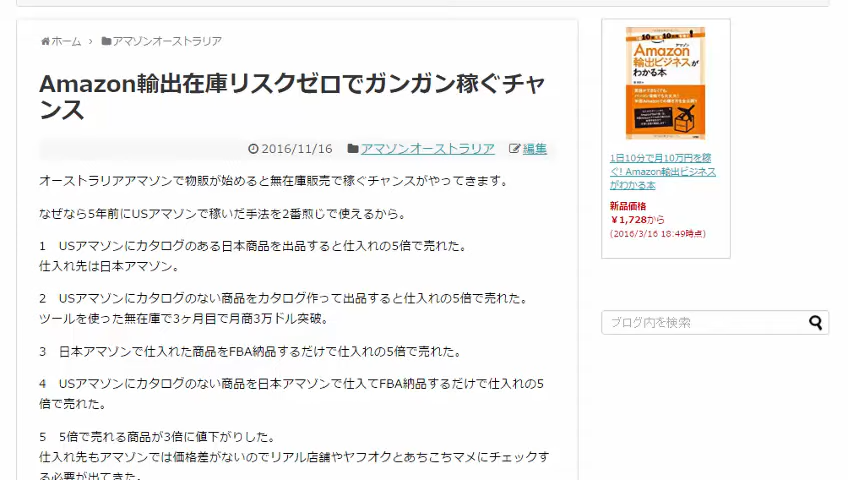 ホーム › アマゾンオーストラリア
Amazon輸出在庫リスクゼロでガンガン稼ぐチャ
ンス
2016/11/16 アマゾンオーストラリア 編集
オーストラリアアマゾンで物販が始めると無在庫販売で稼ぐチャンスがやってきます。
なぜなら5年前にUSアマゾンで稼いだ手法を2番煎じで使えるから。
1 USアマゾンにカタログのある日本商品を出品すると仕入れの5倍で売れた。
仕入れ先は日本アマゾン。
2 USアマゾンにカタログのない商品をカタログ作って出品すると仕入れの5倍で売れた。
ツールを使った無在庫で3ヶ月目で月商3万ドル突破。
3 日本アマゾンで仕入れた商品をFBA納品するだけで仕入れの5倍で売れた。
4 USアマゾンにカタログのない商品を日本アマゾンで仕入てFBA納品するだけで仕入れの5
倍で売れた。
5 5倍で売れる商品が3倍に値下がりした。
仕入れ先もアマゾンでは価格差がないのでリアル店舗やヤフオクとあちこちマメにチェックす
る必要が出てきた。
Amazon
アマゾン
輸出ビジネスが
わかる本
1日10分で月10万円を稼
ぐ! Amazon輸出ビジネス
がわかる本
新品価格
￥1,728から
(2016/3/16 18:49時点)
ブログ内を検索